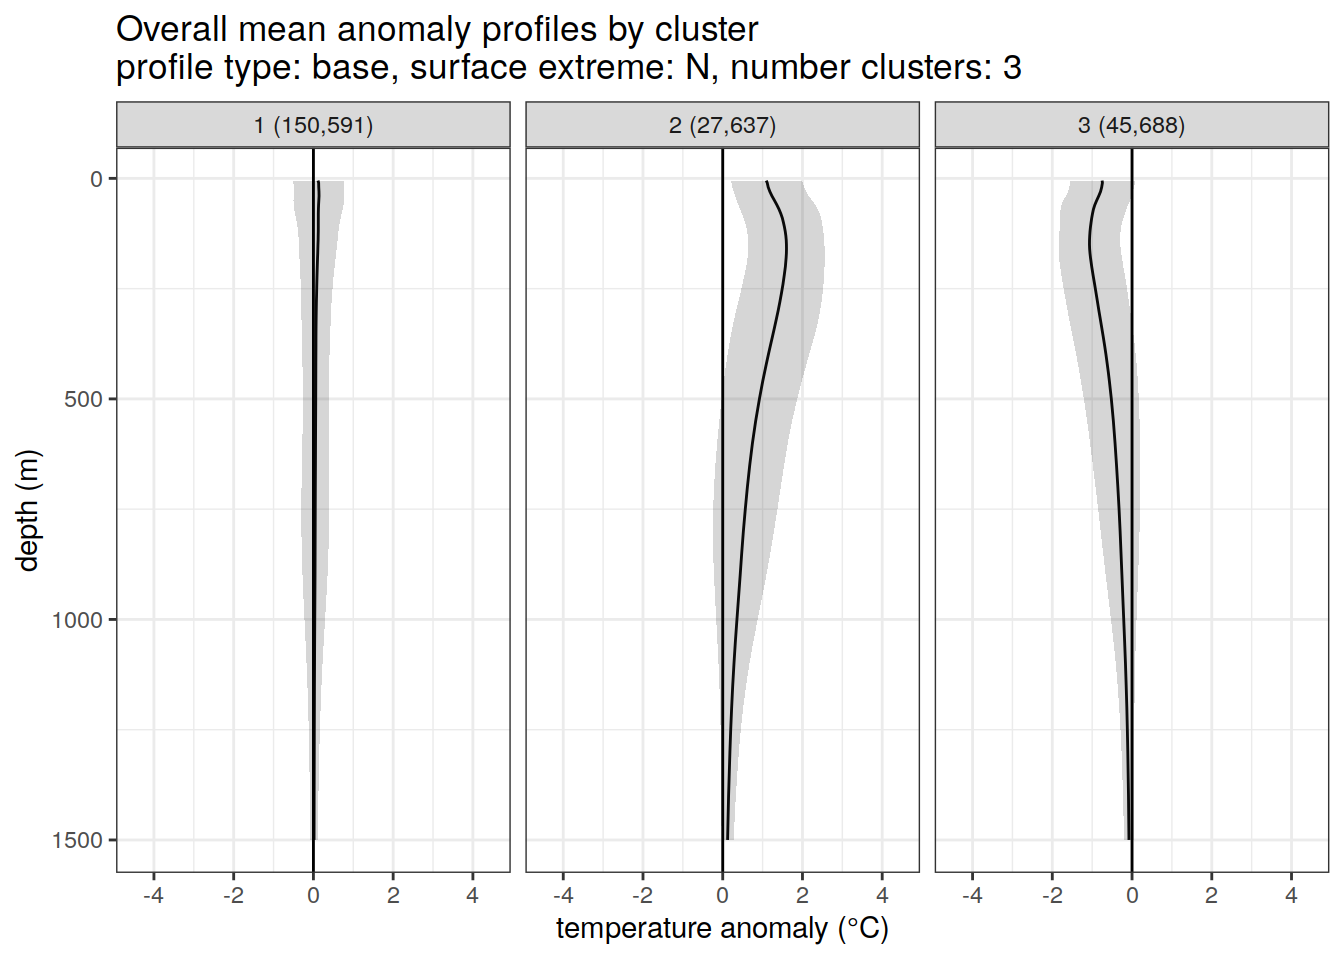 Overall mean anomaly profiles by cluster
profile type: base, surface extreme: N, number clusters: 3
1 (150,591)
2 (27,637)
3 (45,688)
0
500
1000
1500
depth (m)
-4 -2 0 2 4
-4 -2 0 2 4
-4 -2 0 2 4
temperature anomaly (°C)